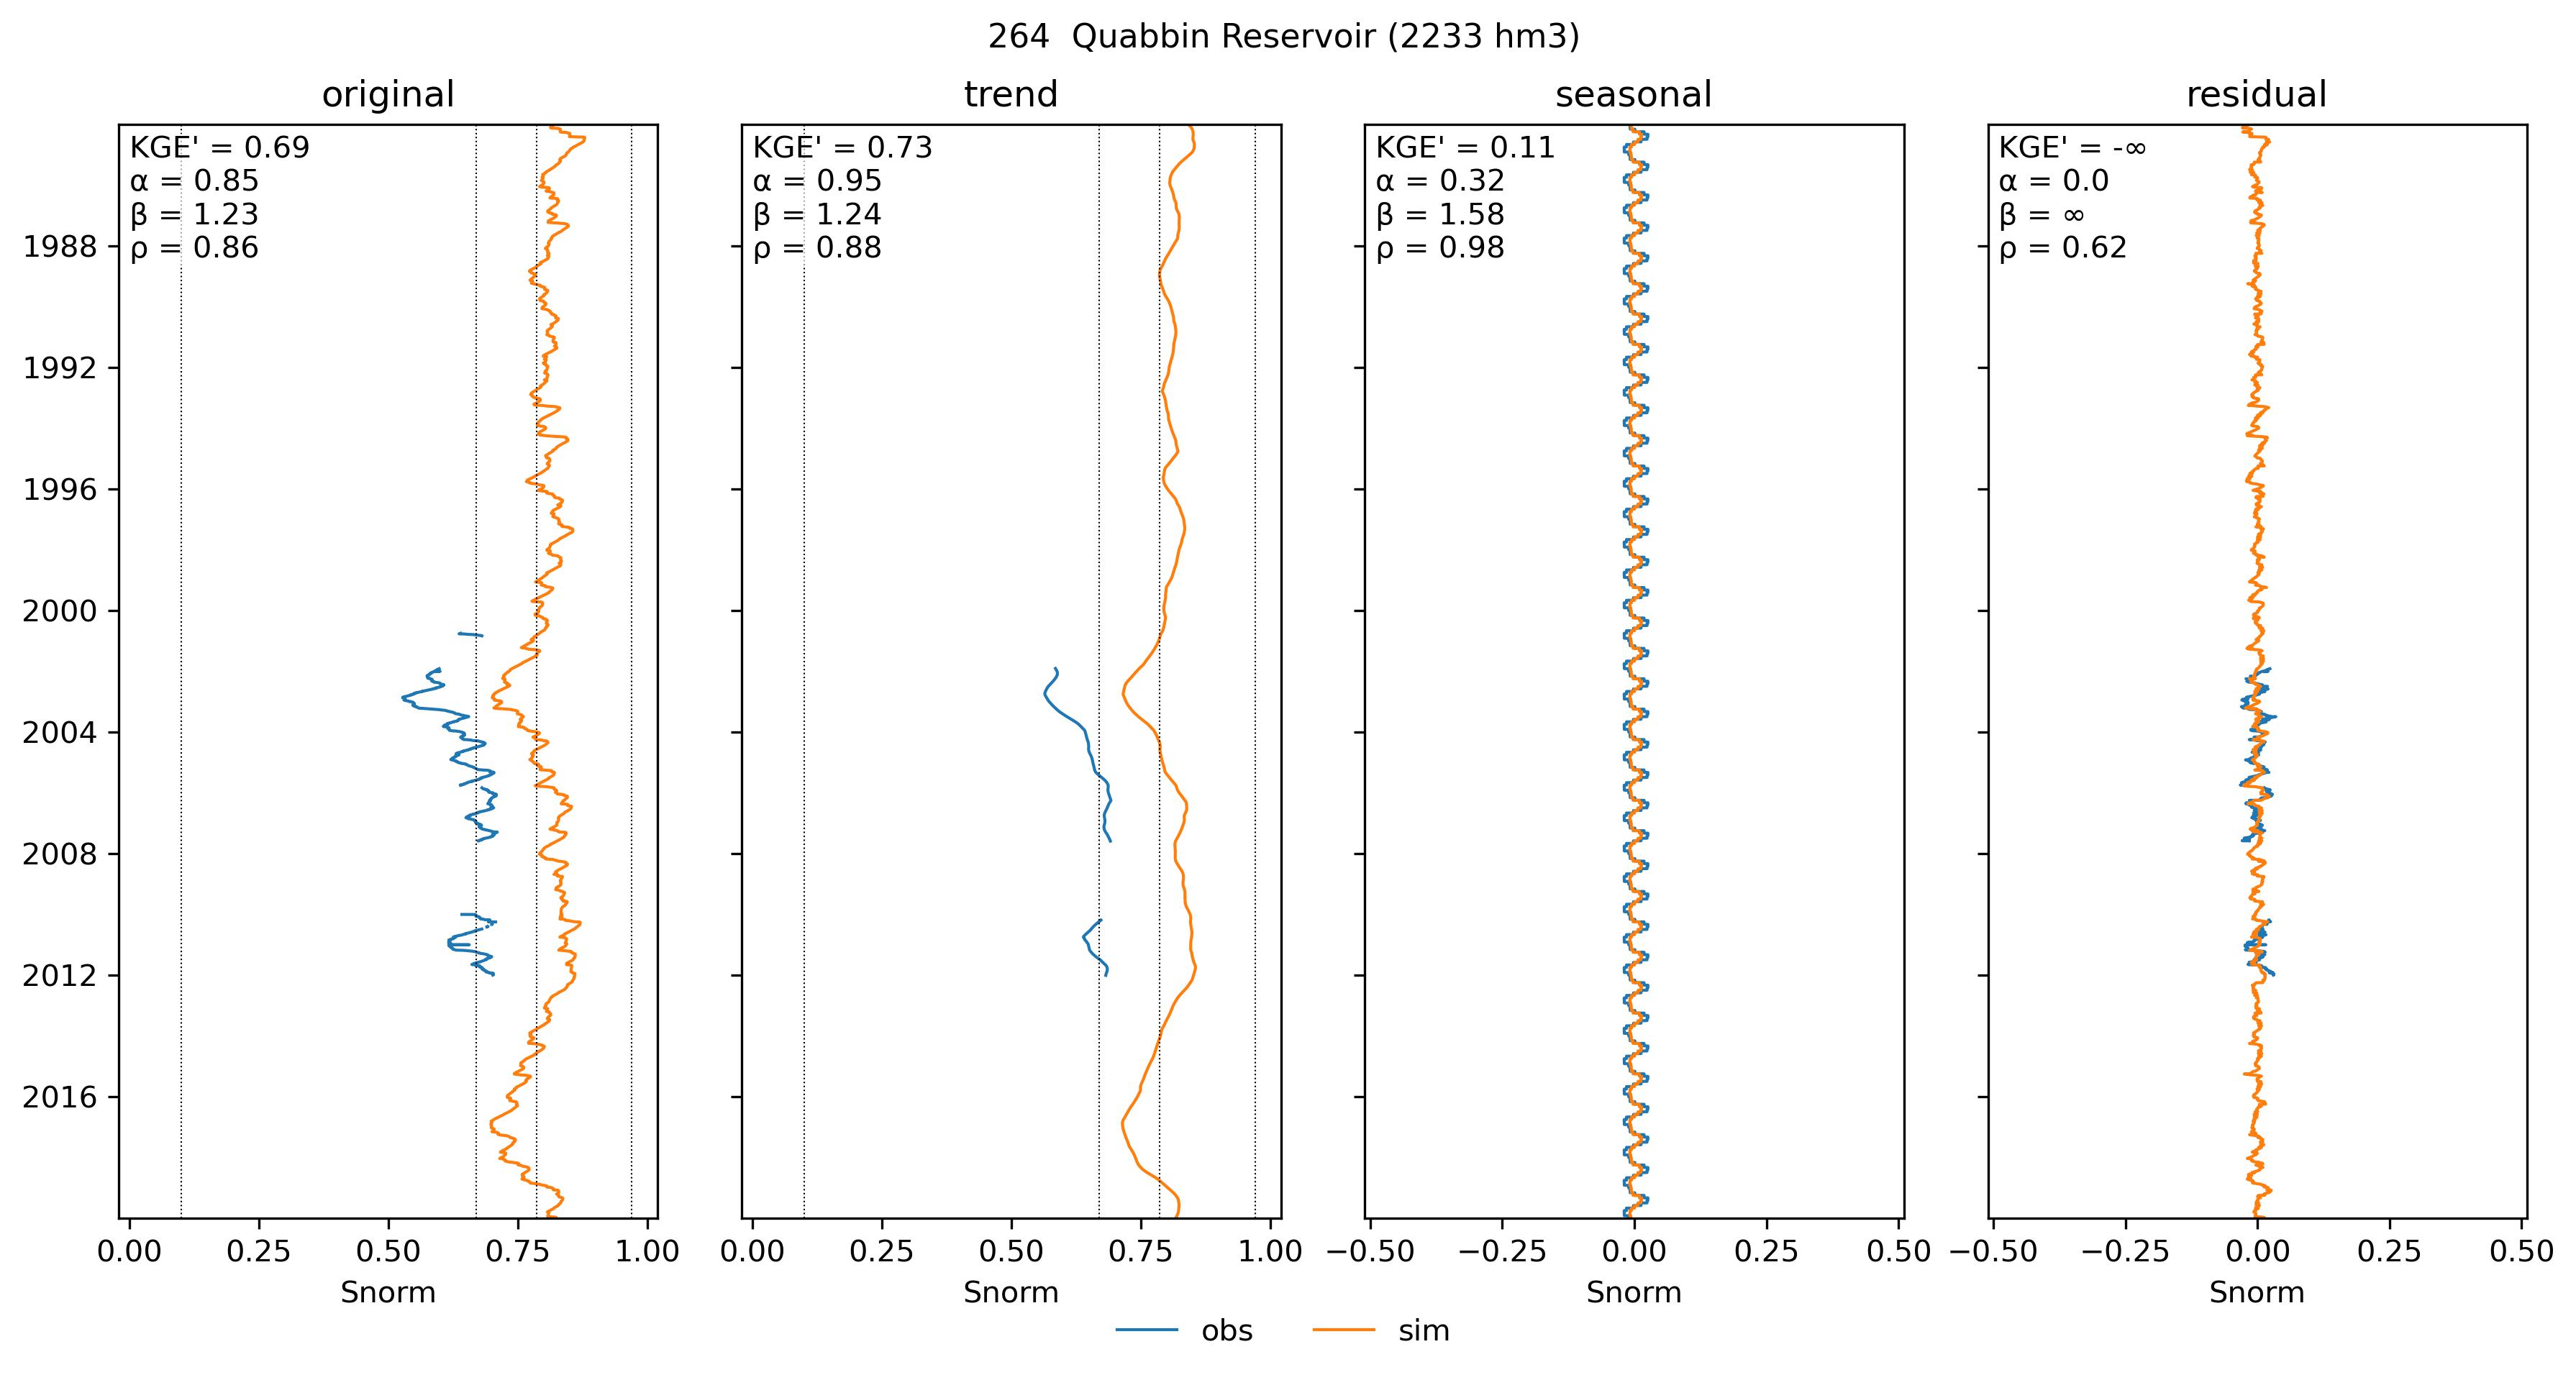 264  Quabbin Reservoir (2233 hm3)
original
KGE' = 0.69
α = 0.85
β = 1.23
ρ = 0.86
1988
1992
1996
2000
2004
2008
2012
2016
0.00 0.25 0.50 0.75 1.00
Snorm
trend
KGE' = 0.73
α = 0.95
β = 1.24
ρ = 0.88
0.00 0.25 0.50 0.75 1.00
Snorm
seasonal
KGE' = 0.11
α = 0.32
β = 1.58
ρ = 0.98
−0.50 −0.25 0.00 0.25 0.50
Snorm
residual
KGE' = -∞
α = 0.0
β = ∞
ρ = 0.62
−0.50 −0.25 0.00 0.25 0.50
Snorm
obs sim